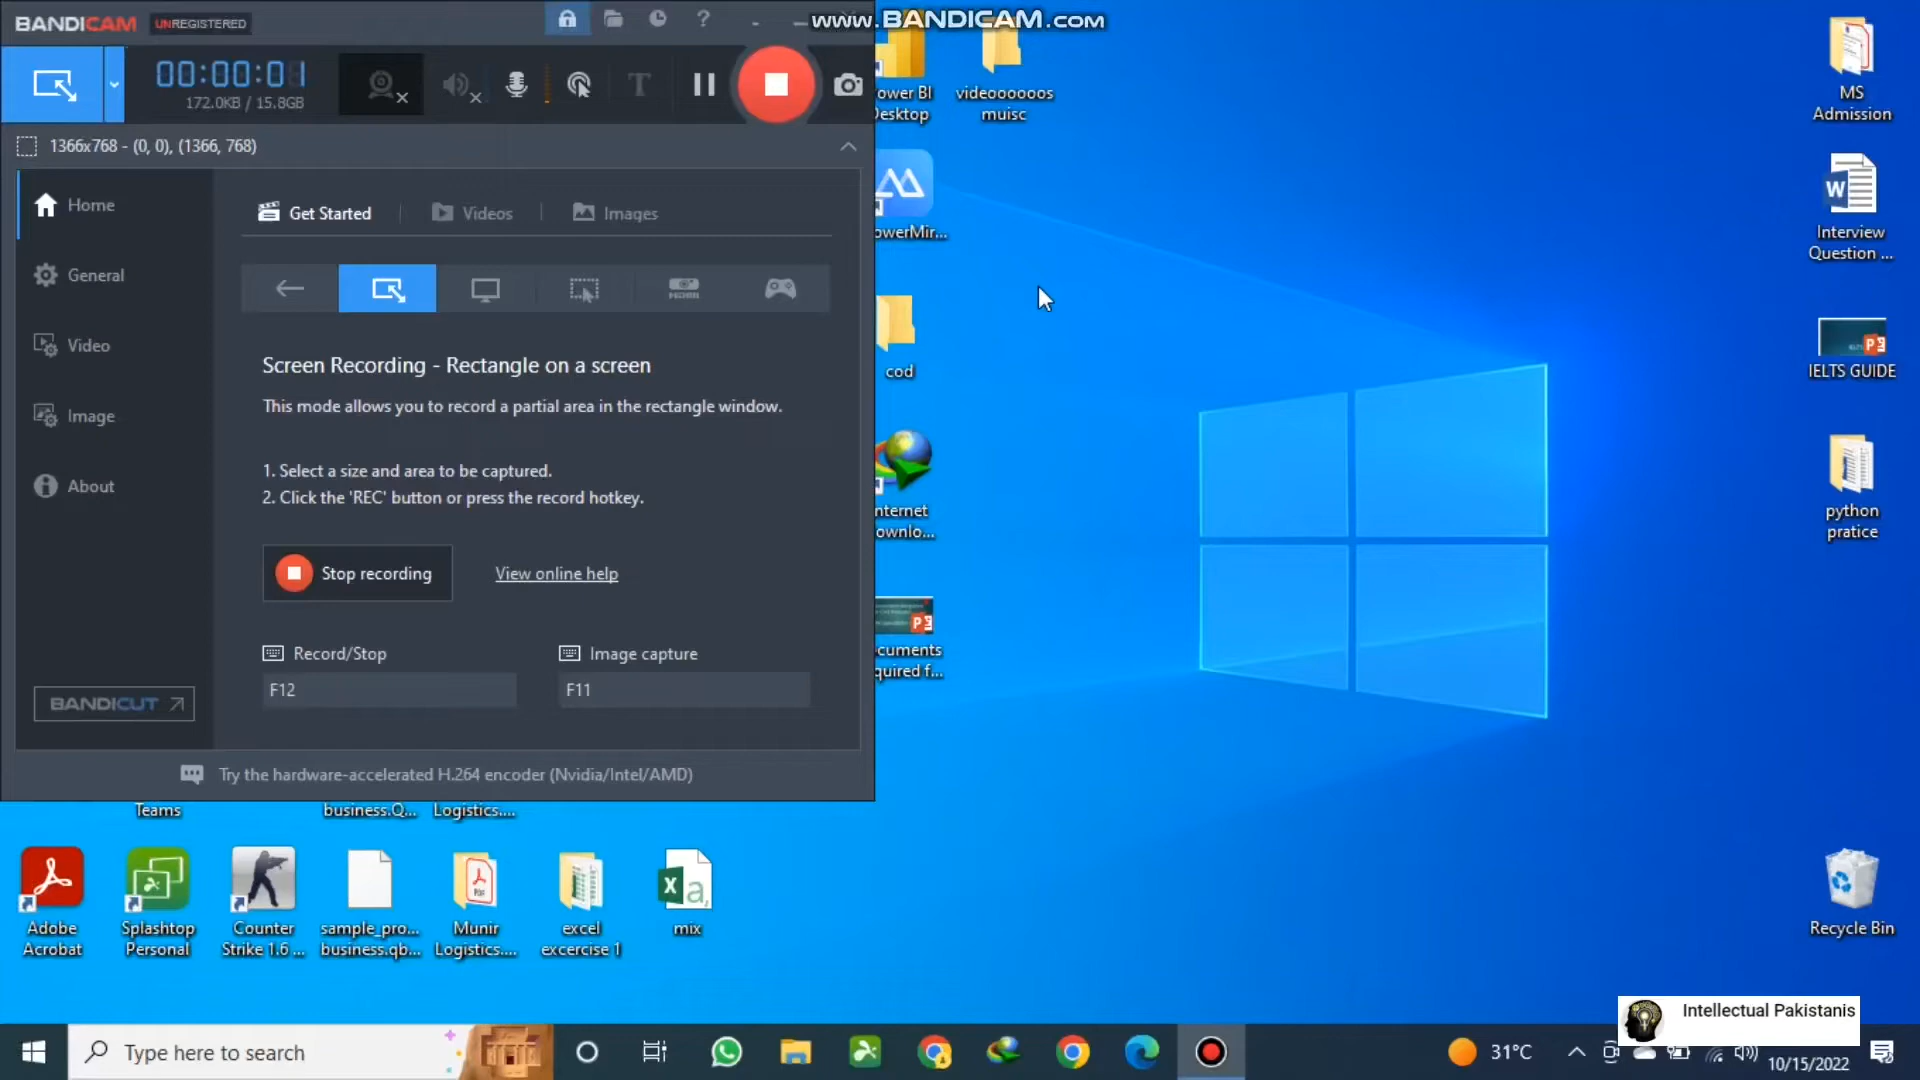 BANDICAM UNREGISTERED
www.BANDICAM.com
00:00:01
172.0KB / 15.8GB
1366x768 - (0, 0), (1366, 768)
Home
General
Video
Image
About
BANDICUT
Get Started
Videos
Images
HDMI
Screen Recording - Rectangle on a screen
This mode allows you to record a partial area in the rectangle window.
1. Select a size and area to be captured.
2. Click the 'REC' button or press the record hotkey.
Stop recording
View online help
Record/Stop
F12
Image capture
F11
Try the hardware-accelerated H.264 encoder (Nvidia/Intel/AMD)
ower BI
Desktop
videooooooos
muisc
owerMir...
cod
nternet
ownlo...
cuments
quired f...
MS
Admission
Interview
Question ...
IELTS GUIDE
python
pratice
Recycle Bin
Teams
business.Q...
Logistics....
Adobe
Acrobat
Splashtop
Personal
Counter
Strike 1.6 ...
sample_pro...
business.qb...
Munir
Logistics....
excel
excercise 1
mix
Intellectual Pakistanis
Type here to search
31°C
10/15/2022